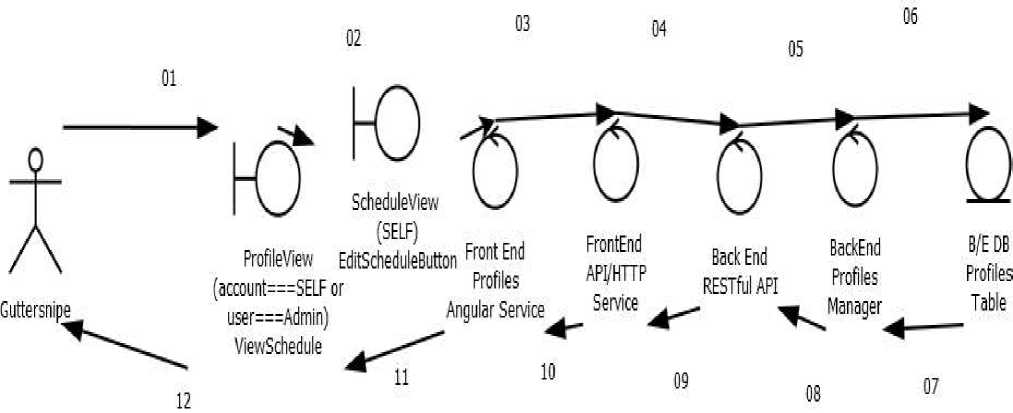 01
02
03
04
05
06
Guttersnipe
ProfileView
(account===SELF or
user===Admin)
ViewSchedule
ScheduleView
(SELF)
EditScheduleButton
Front End
Profiles
Angular Service
FrontEnd
API/HTTP
Service
Back End
RESTful API
BackEnd
Profiles
Manager
B/E DB
Profiles
Table
12
11
10
09
08
07